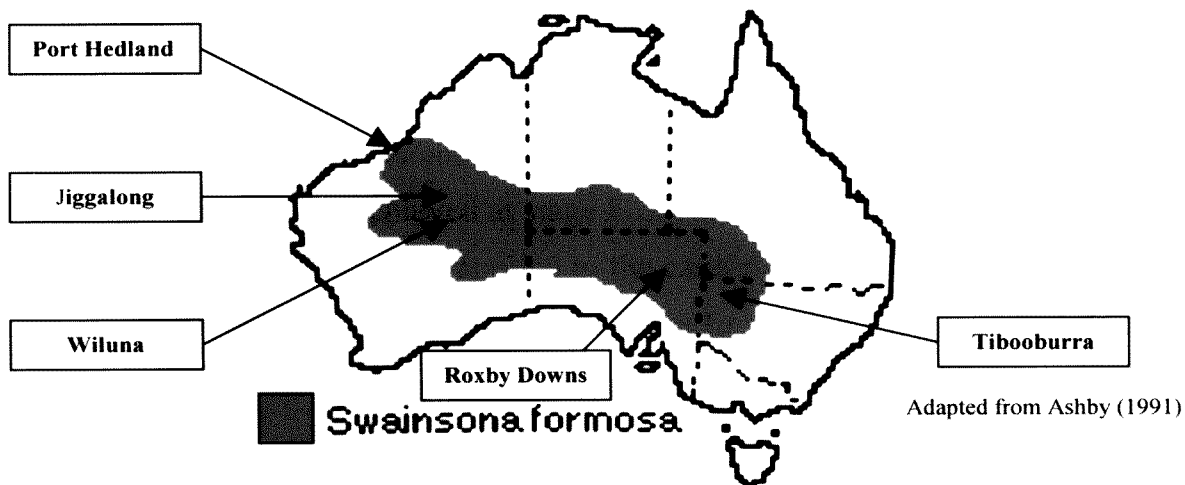 Port Hedland
Jiggalong
Wiluna
Roxby Downs
Tibooburra
Swainsona formosa
Adapted from Ashby (1991)